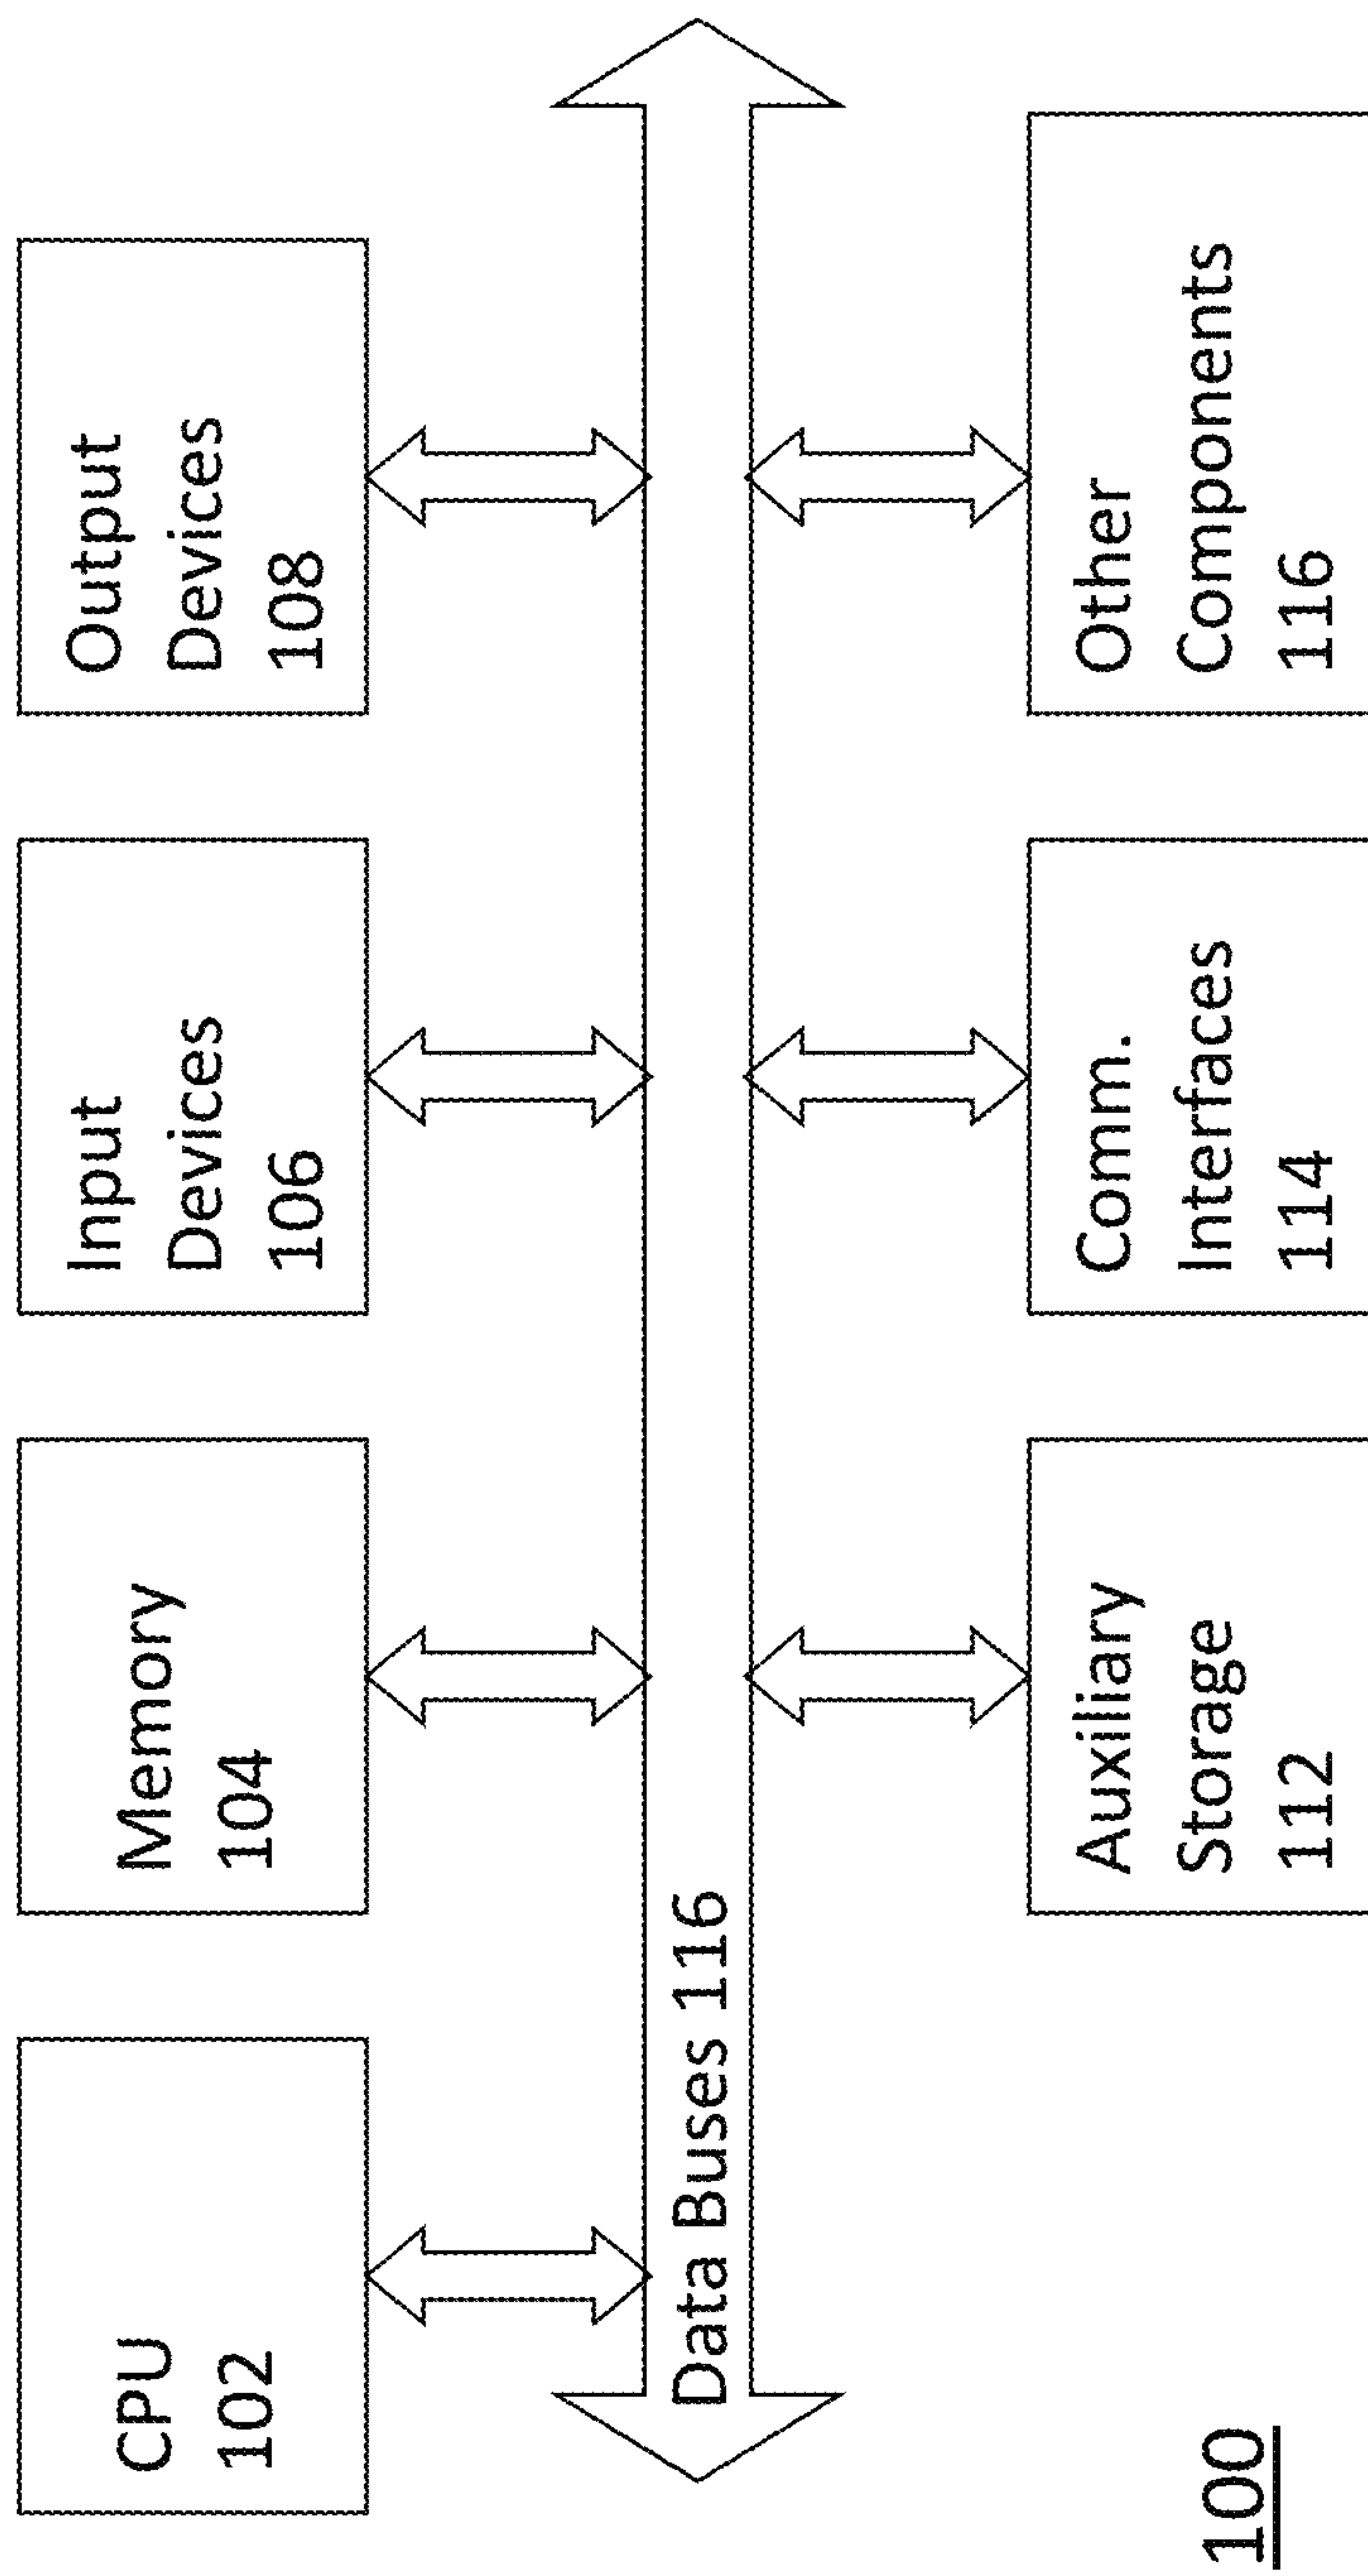 CPU
102
Memory
104
Input
Devices
106
Output
Devices
108
Data Buses 116
Auxiliary
Storage
112
Comm.
Interfaces
114
Other
Components
116
100